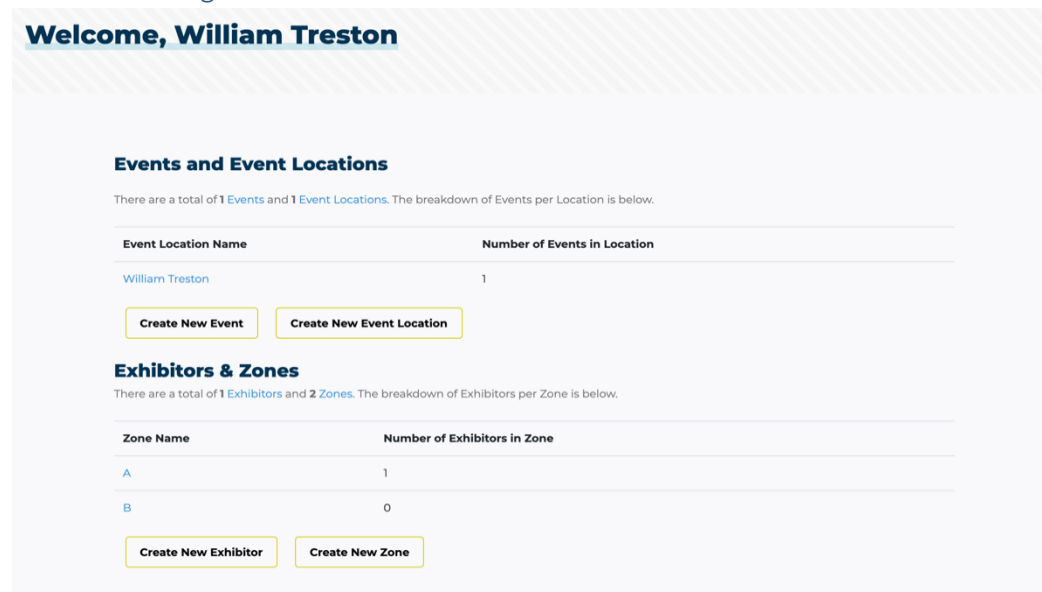 Welcome, William Treston
Events and Event Locations
There are a total of 1 Events and 1 Event Locations. The breakdown of Events per Location is below.
Event Location Name Number of Events in Location
William Treston 1
Create New Event Create New Event Location
Exhibitors & Zones
There are a total of 1 Exhibitors and 2 Zones. The breakdown of Exhibitors per Zone is below.
Zone Name Number of Exhibitors in Zone
A 1
B 0
Create New Exhibitor Create New Zone